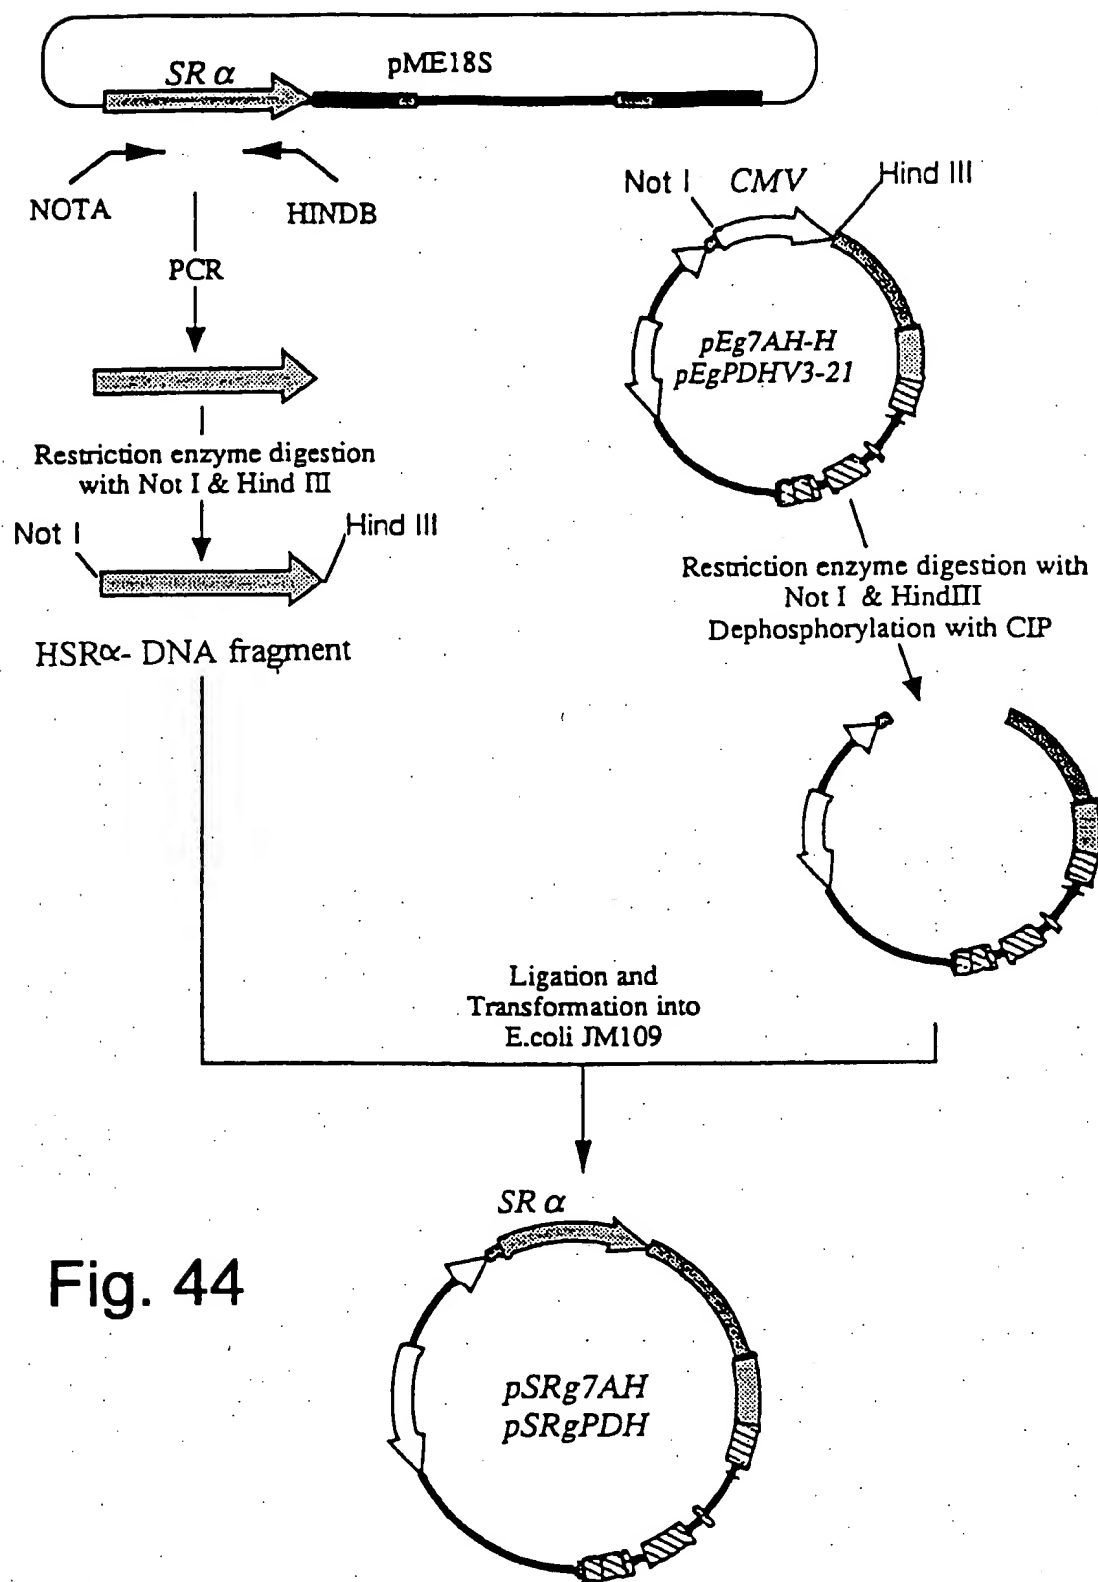 pME18S
SR α
NOTA
HINDB
PCR
Restriction enzyme digestion
with Not I & Hind III
Not I
Hind III
HSRα- DNA fragment
Not I
CMV
Hind III
pEg7AH-H
pEgPDHV3-21
Restriction enzyme digestion with
Not I & HindIII
Dephosphorylation with CIP
Ligation and
Transformation into
E.coli JM109
SR α
pSRg7AH
pSRgPDH
Fig. 44